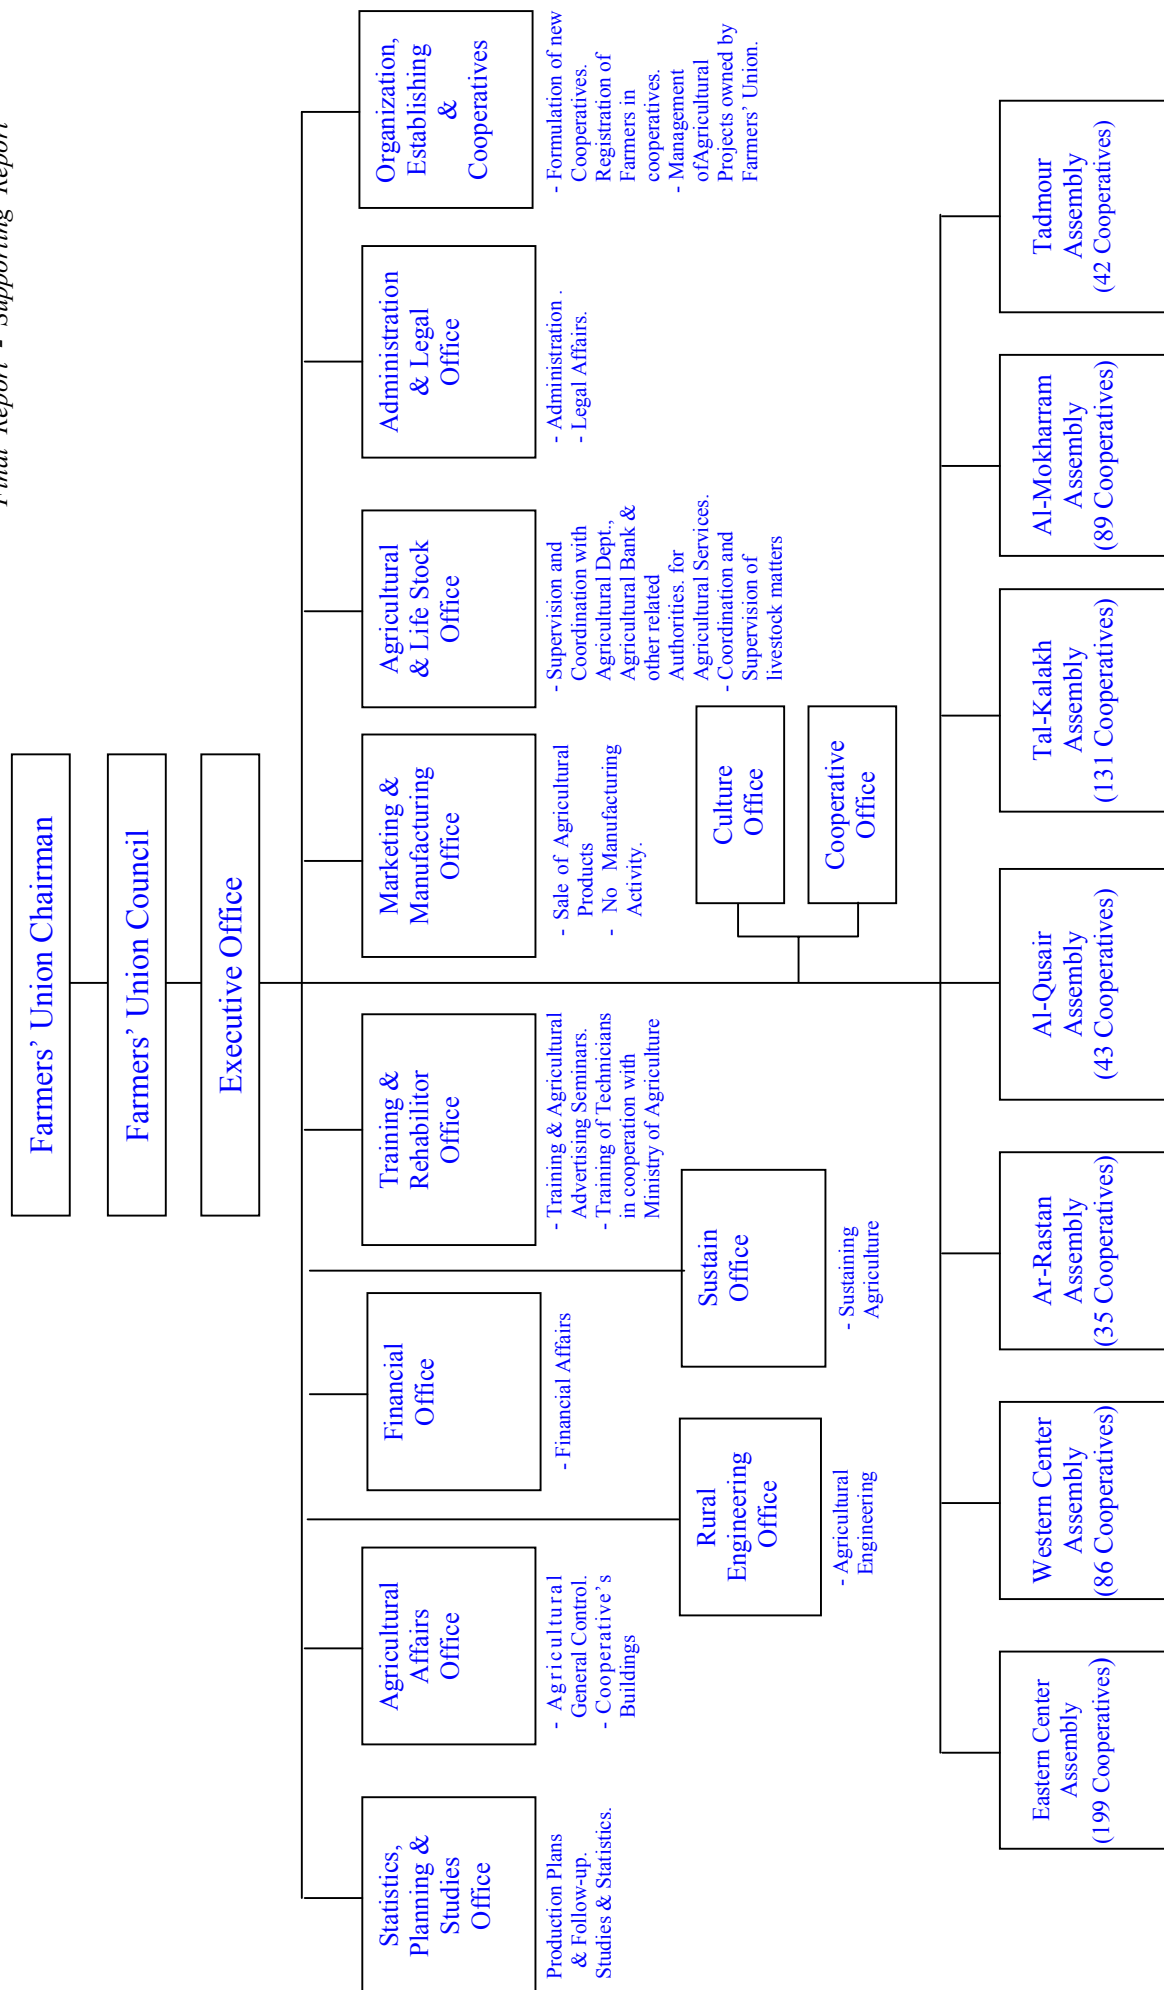 Final Report - Supporting Report
Farmers’ Union Chairman
Farmers’ Union Council
Executive Office
Statistics,
Planning &
Studies
Office
Production Plans
& Follow-up.
Studies & Statistics.
Agricultural
Affairs
Office
- Agricultural
General Control.
- Cooperative’s
Buildings
Rural
Engineering
Office
- Agricultural
Engineering
Financial
Office
- Financial Affairs
Sustain
Office
- Sustaining
Agriculture
Training &
Rehabilitor
Office
- Training & Agricultural
Advertising Seminars.
- Training of Technicians
in cooperation with
Ministry of Agriculture
Marketing &
Manufacturing
Office
- Sale of Agricultural
Products
- No Manufacturing
Activity.
Culture
Office
Cooperative
Office
Agricultural
& Life Stock
Office
- Supervision and
Coordination with
Agricultural Dept.,
Agricultural Bank &
other related
Authorities. for
Agricultural Services.
- Coordination and
Supervision of
livestock matters
Administration
& Legal
Office
- Administration .
- Legal Affairs.
Organization,
Establishing
&
Cooperatives
- Formulation of new
Cooperatives.
Registration of
Farmers in
cooperatives.
- Management
ofAgricultural
Projects owned by
Farmers’ Union.
Eastern Center
Assembly
(199 Cooperatives)
Western Center
Assembly
(86 Cooperatives)
Ar-Rastan
Assembly
(35 Cooperatives)
Al-Qusair
Assembly
(43 Cooperatives)
Tal-Kalakh
Assembly
(131 Cooperatives)
Al-Mokharram
Assembly
(89 Cooperatives)
Tadmour
Assembly
(42 Cooperatives)